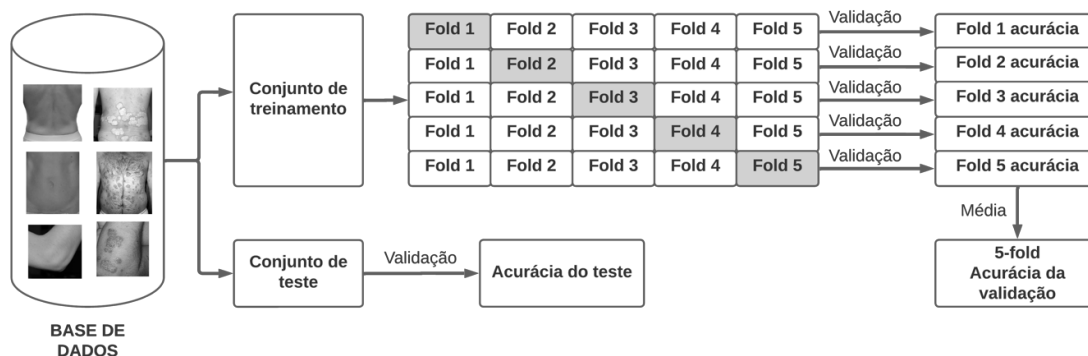 BASE DE
DADOS
Conjunto de
treinamento
Fold 1 Fold 2 Fold 3 Fold 4 Fold 5 Validação Fold 1 acurácia
Fold 1 Fold 2 Fold 3 Fold 4 Fold 5 Validação Fold 2 acurácia
Fold 1 Fold 2 Fold 3 Fold 4 Fold 5 Validação Fold 3 acurácia
Fold 1 Fold 2 Fold 3 Fold 4 Fold 5 Validação Fold 4 acurácia
Fold 1 Fold 2 Fold 3 Fold 4 Fold 5 Validação Fold 5 acurácia
Média
5-fold
Acurácia da
validação
Conjunto de
teste
Validação
Acurácia do teste